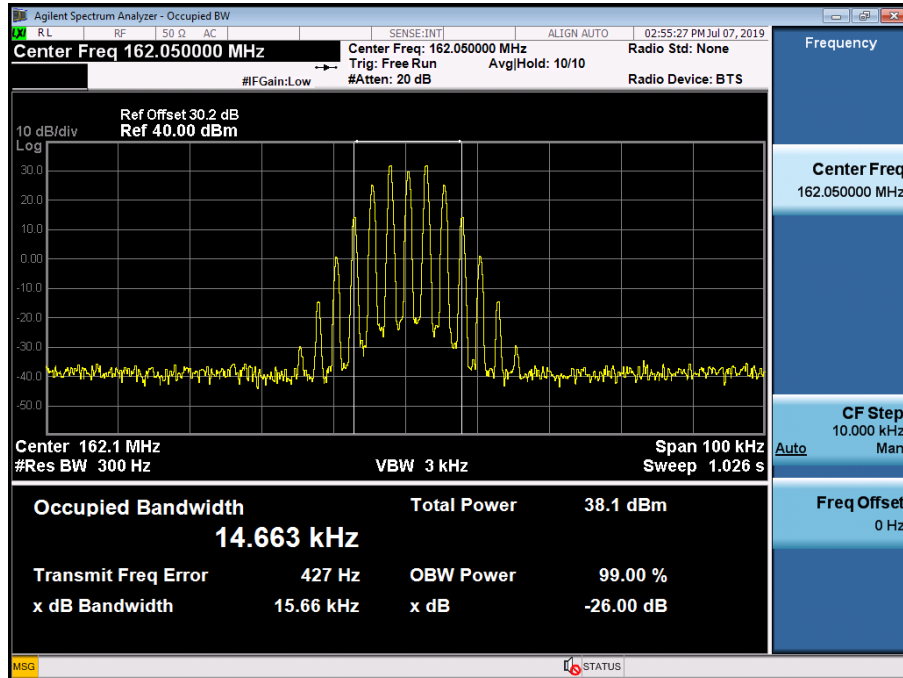 Agilent Spectrum Analyzer - Occupied BW
LXI RL RF 50 Ω AC SENSE:INT ALIGN AUTO 02:55:27 PM Jul 07, 2019
Center Freq 162.050000 MHz
Center Freq: 162.050000 MHz Radio Std: None
Trig: Free Run Avg|Hold: 10/10
#IFGain:Low #Atten: 20 dB Radio Device: BTS
Ref Offset 30.2 dB
10 dB/div Ref 40.00 dBm
Log
30.0
20.0
10.0
0.00
-10.0
-20.0
-30.0
-40.0
-50.0
Center 162.1 MHz Span 100 kHz
#Res BW 300 Hz VBW 3 kHz Sweep 1.026 s
Occupied Bandwidth Total Power 38.1 dBm
14.663 kHz
Transmit Freq Error 427 Hz OBW Power 99.00 %
x dB Bandwidth 15.66 kHz x dB -26.00 dB
MSG STATUS
Frequency
Center Freq
162.050000 MHz
CF Step
10.000 kHz
Auto Man
Freq Offset
0 Hz